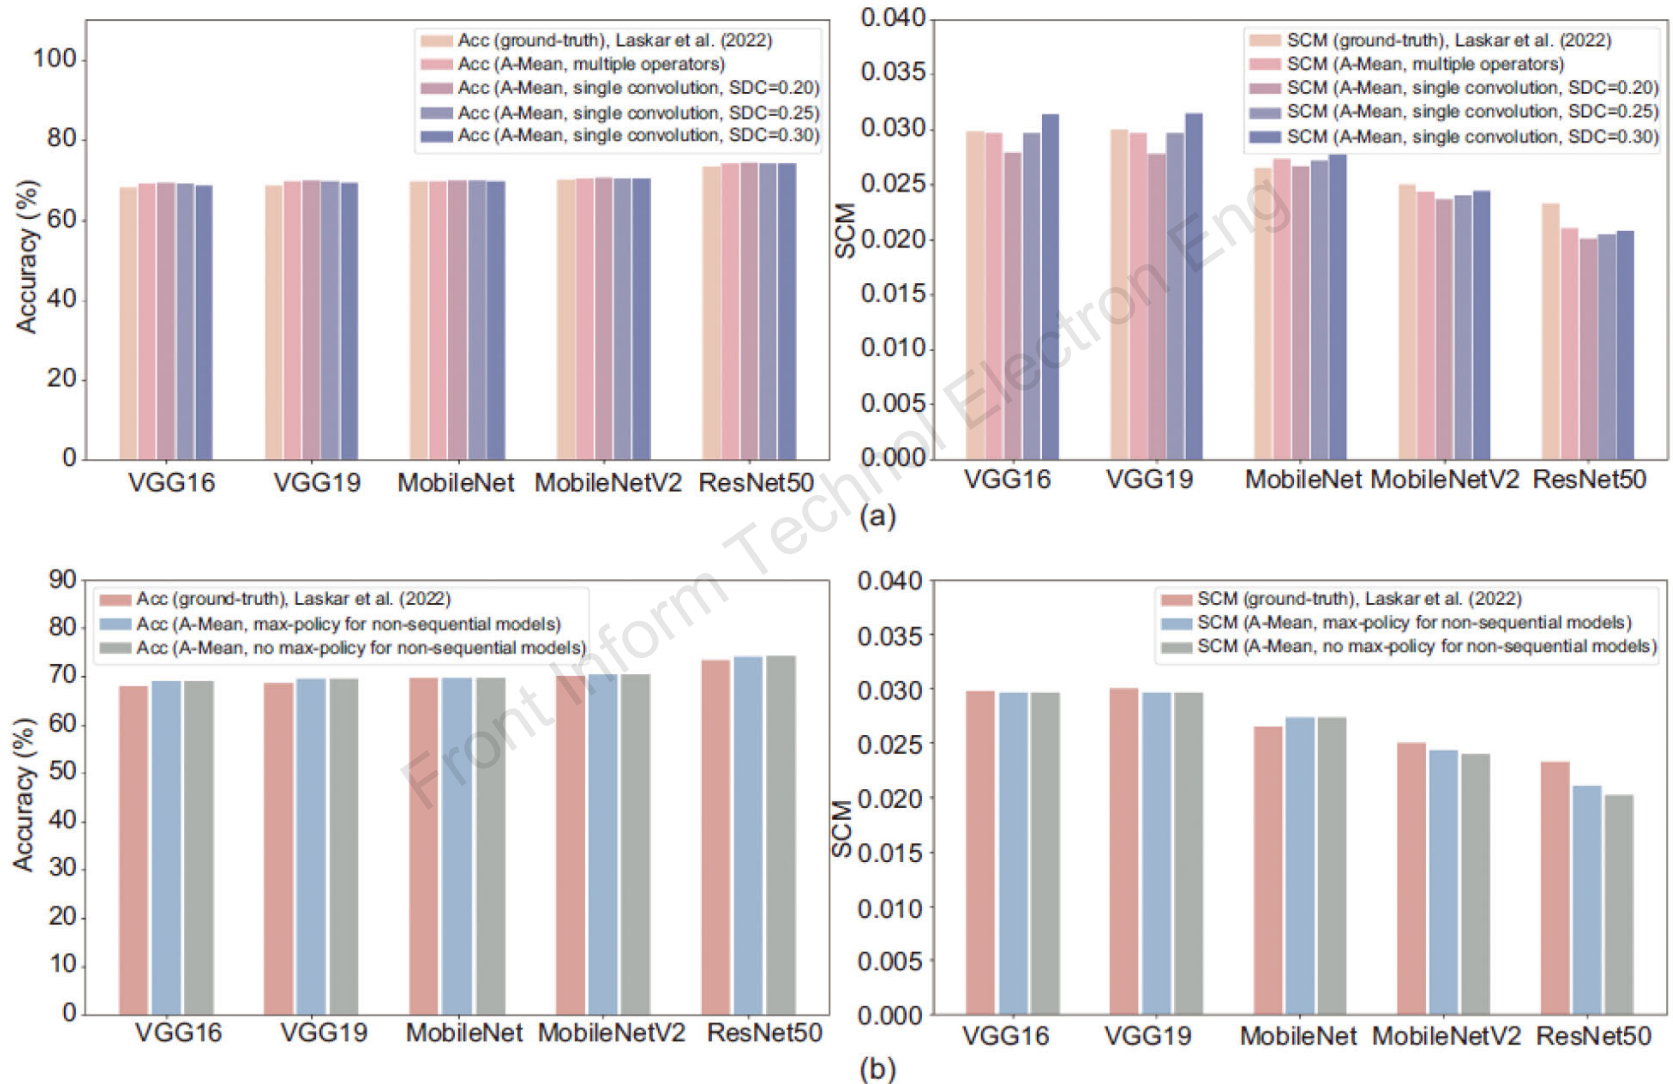 100
80
60
40
20
0
Accuracy (%)
Acc (ground-truth), Laskar et al. (2022)
Acc (A-Mean, multiple operators)
Acc (A-Mean, single convolution, SDC=0.20)
Acc (A-Mean, single convolution, SDC=0.25)
Acc (A-Mean, single convolution, SDC=0.30)
VGG16 VGG19 MobileNet MobileNetV2 ResNet50
0.040
0.035
0.030
0.025
0.020
0.015
0.010
0.005
0.000
SCM
SCM (ground-truth), Laskar et al. (2022)
SCM (A-Mean, multiple operators)
SCM (A-Mean, single convolution, SDC=0.20)
SCM (A-Mean, single convolution, SDC=0.25)
SCM (A-Mean, single convolution, SDC=0.30)
VGG16 VGG19 MobileNet MobileNetV2 ResNet50
(a)
90
80
70
60
50
40
30
20
10
0
Accuracy (%)
Acc (ground-truth), Laskar et al. (2022)
Acc (A-Mean, max-policy for non-sequential models)
Acc (A-Mean, no max-policy for non-sequential models)
VGG16 VGG19 MobileNet MobileNetV2 ResNet50
0.040
0.035
0.030
0.025
0.020
0.015
0.010
0.005
0.000
SCM
SCM (ground-truth), Laskar et al. (2022)
SCM (A-Mean, max-policy for non-sequential models)
SCM (A-Mean, no max-policy for non-sequential models)
VGG16 VGG19 MobileNet MobileNetV2 ResNet50
(b)
Front Inform Technol Electron Eng